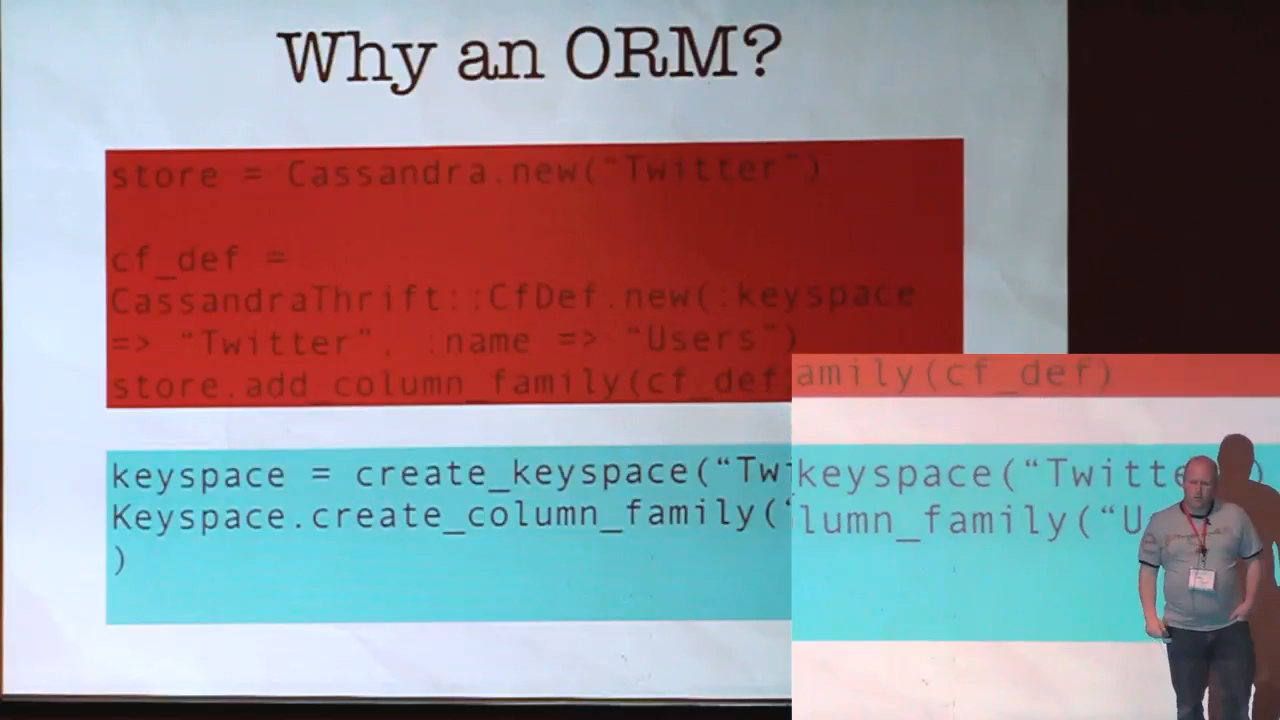 Why an ORM?
store = Cassandra.new("Twitter")
cf_def =
CassandraThrift::CfDef.new(:keyspace
=> "Twitter", :name => "Users")
store.add_column_family(cf_def
keyspace = create_keyspace("Tw
Keyspace.create_column_family("
)
amily(cf_def)
keyspace("Twitte
lumn_family("U